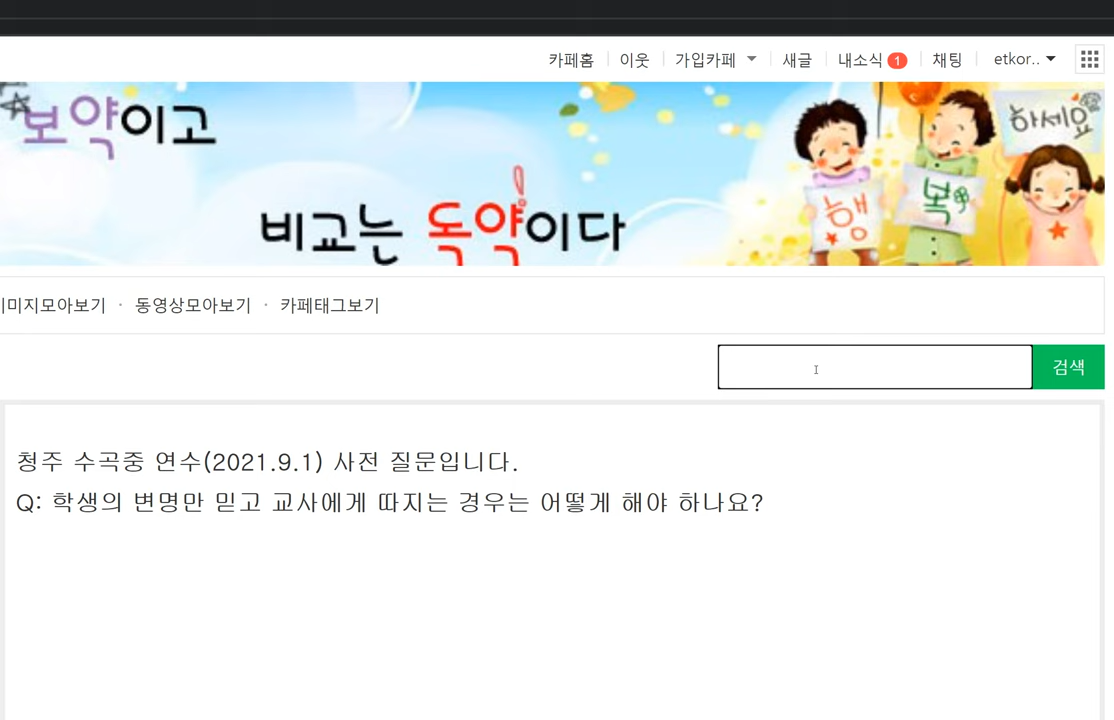 카페홈 이웃 가입카페 새글 내소식 1 채팅 etkor..
보약이고
비교는 독약!이다
행 복 하세요
이미지모아보기 · 동영상모아보기 · 카페태그보기
검색
청주 수곡중 연수(2021.9.1) 사전 질문입니다.
Q: 학생의 변명만 믿고 교사에게 따지는 경우는 어떻게 해야 하나요?